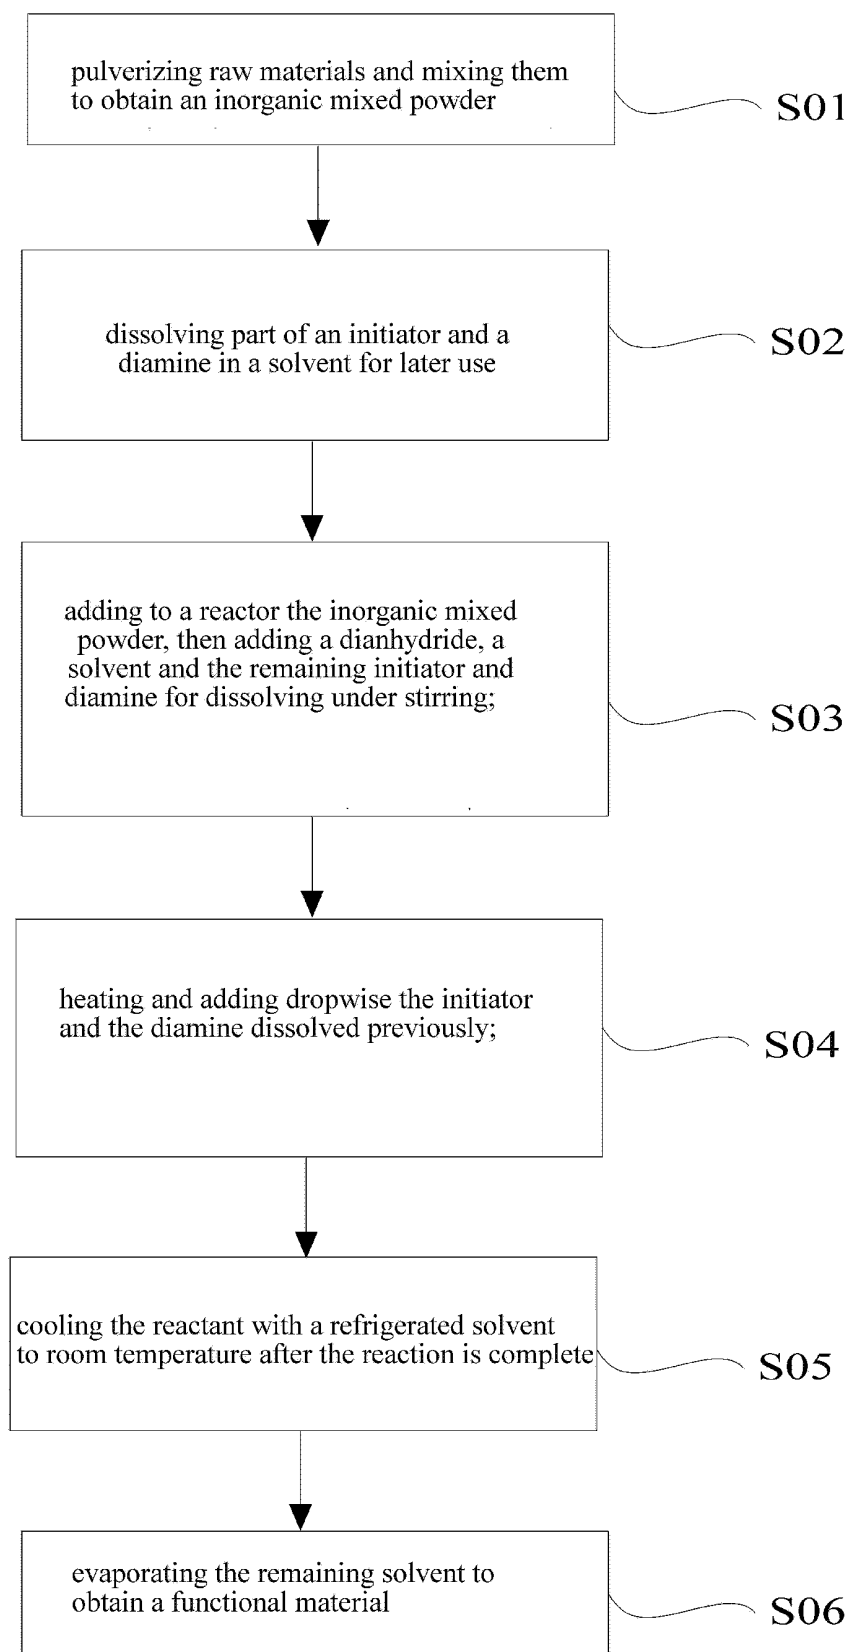 pulverizing raw materials and mixing them
to obtain an inorganic mixed powder
S01
dissolving part of an initiator and a
diamine in a solvent for later use
S02
adding to a reactor the inorganic mixed
powder, then adding a dianhydride, a
solvent and the remaining initiator and
diamine for dissolving under stirring;
S03
heating and adding dropwise the initiator
and the diamine dissolved previously;
S04
cooling the reactant with a refrigerated solvent
to room temperature after the reaction is complete
S05
evaporating the remaining solvent to
obtain a functional material
S06